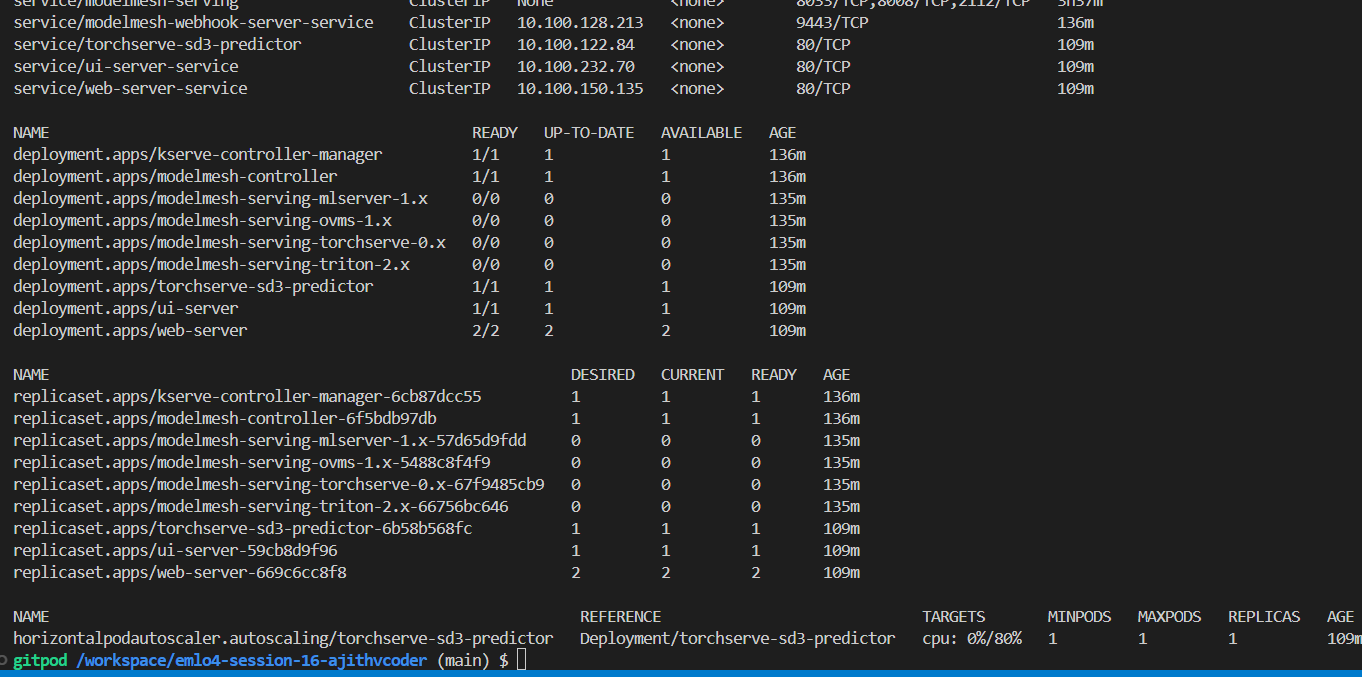 service/modelmesh-serving ClusterIP None <none> 8033/TCP,8008/TCP,2112/TCP 3h37m
service/modelmesh-webhook-server-service ClusterIP 10.100.128.213 <none> 9443/TCP 136m
service/torchserve-sd3-predictor ClusterIP 10.100.122.84 <none> 80/TCP 109m
service/ui-server-service ClusterIP 10.100.232.70 <none> 80/TCP 109m
service/web-server-service ClusterIP 10.100.150.135 <none> 80/TCP 109m
NAME READY UP-TO-DATE AVAILABLE AGE
deployment.apps/kserve-controller-manager 1/1 1 1 136m
deployment.apps/modelmesh-controller 1/1 1 1 136m
deployment.apps/modelmesh-serving-mlserver-1.x 0/0 0 0 135m
deployment.apps/modelmesh-serving-ovms-1.x 0/0 0 0 135m
deployment.apps/modelmesh-serving-torchserve-0.x 0/0 0 0 135m
deployment.apps/modelmesh-serving-triton-2.x 0/0 0 0 135m
deployment.apps/torchserve-sd3-predictor 1/1 1 1 109m
deployment.apps/ui-server 1/1 1 1 109m
deployment.apps/web-server 2/2 2 2 109m
NAME DESIRED CURRENT READY AGE
replicaset.apps/kserve-controller-manager-6cb87dcc55 1 1 1 136m
replicaset.apps/modelmesh-controller-6f5bdb97db 1 1 1 136m
replicaset.apps/modelmesh-serving-mlserver-1.x-57d65d9fdd 0 0 0 135m
replicaset.apps/modelmesh-serving-ovms-1.x-5488c8f4f9 0 0 0 135m
replicaset.apps/modelmesh-serving-torchserve-0.x-67f9485cb9 0 0 0 135m
replicaset.apps/modelmesh-serving-triton-2.x-66756bc646 0 0 0 135m
replicaset.apps/torchserve-sd3-predictor-6b58b568fc 1 1 1 109m
replicaset.apps/ui-server-59cb8d9f96 1 1 1 109m
replicaset.apps/web-server-669c6cc8f8 2 2 2 109m
NAME REFERENCE TARGETS MINPODS MAXPODS REPLICAS AGE
horizontalpodautoscaler.autoscaling/torchserve-sd3-predictor Deployment/torchserve-sd3-predictor cpu: 0%/80% 1 1 1 109m
gitpod /workspace/emlo4-session-16-ajithvcoder (main) $